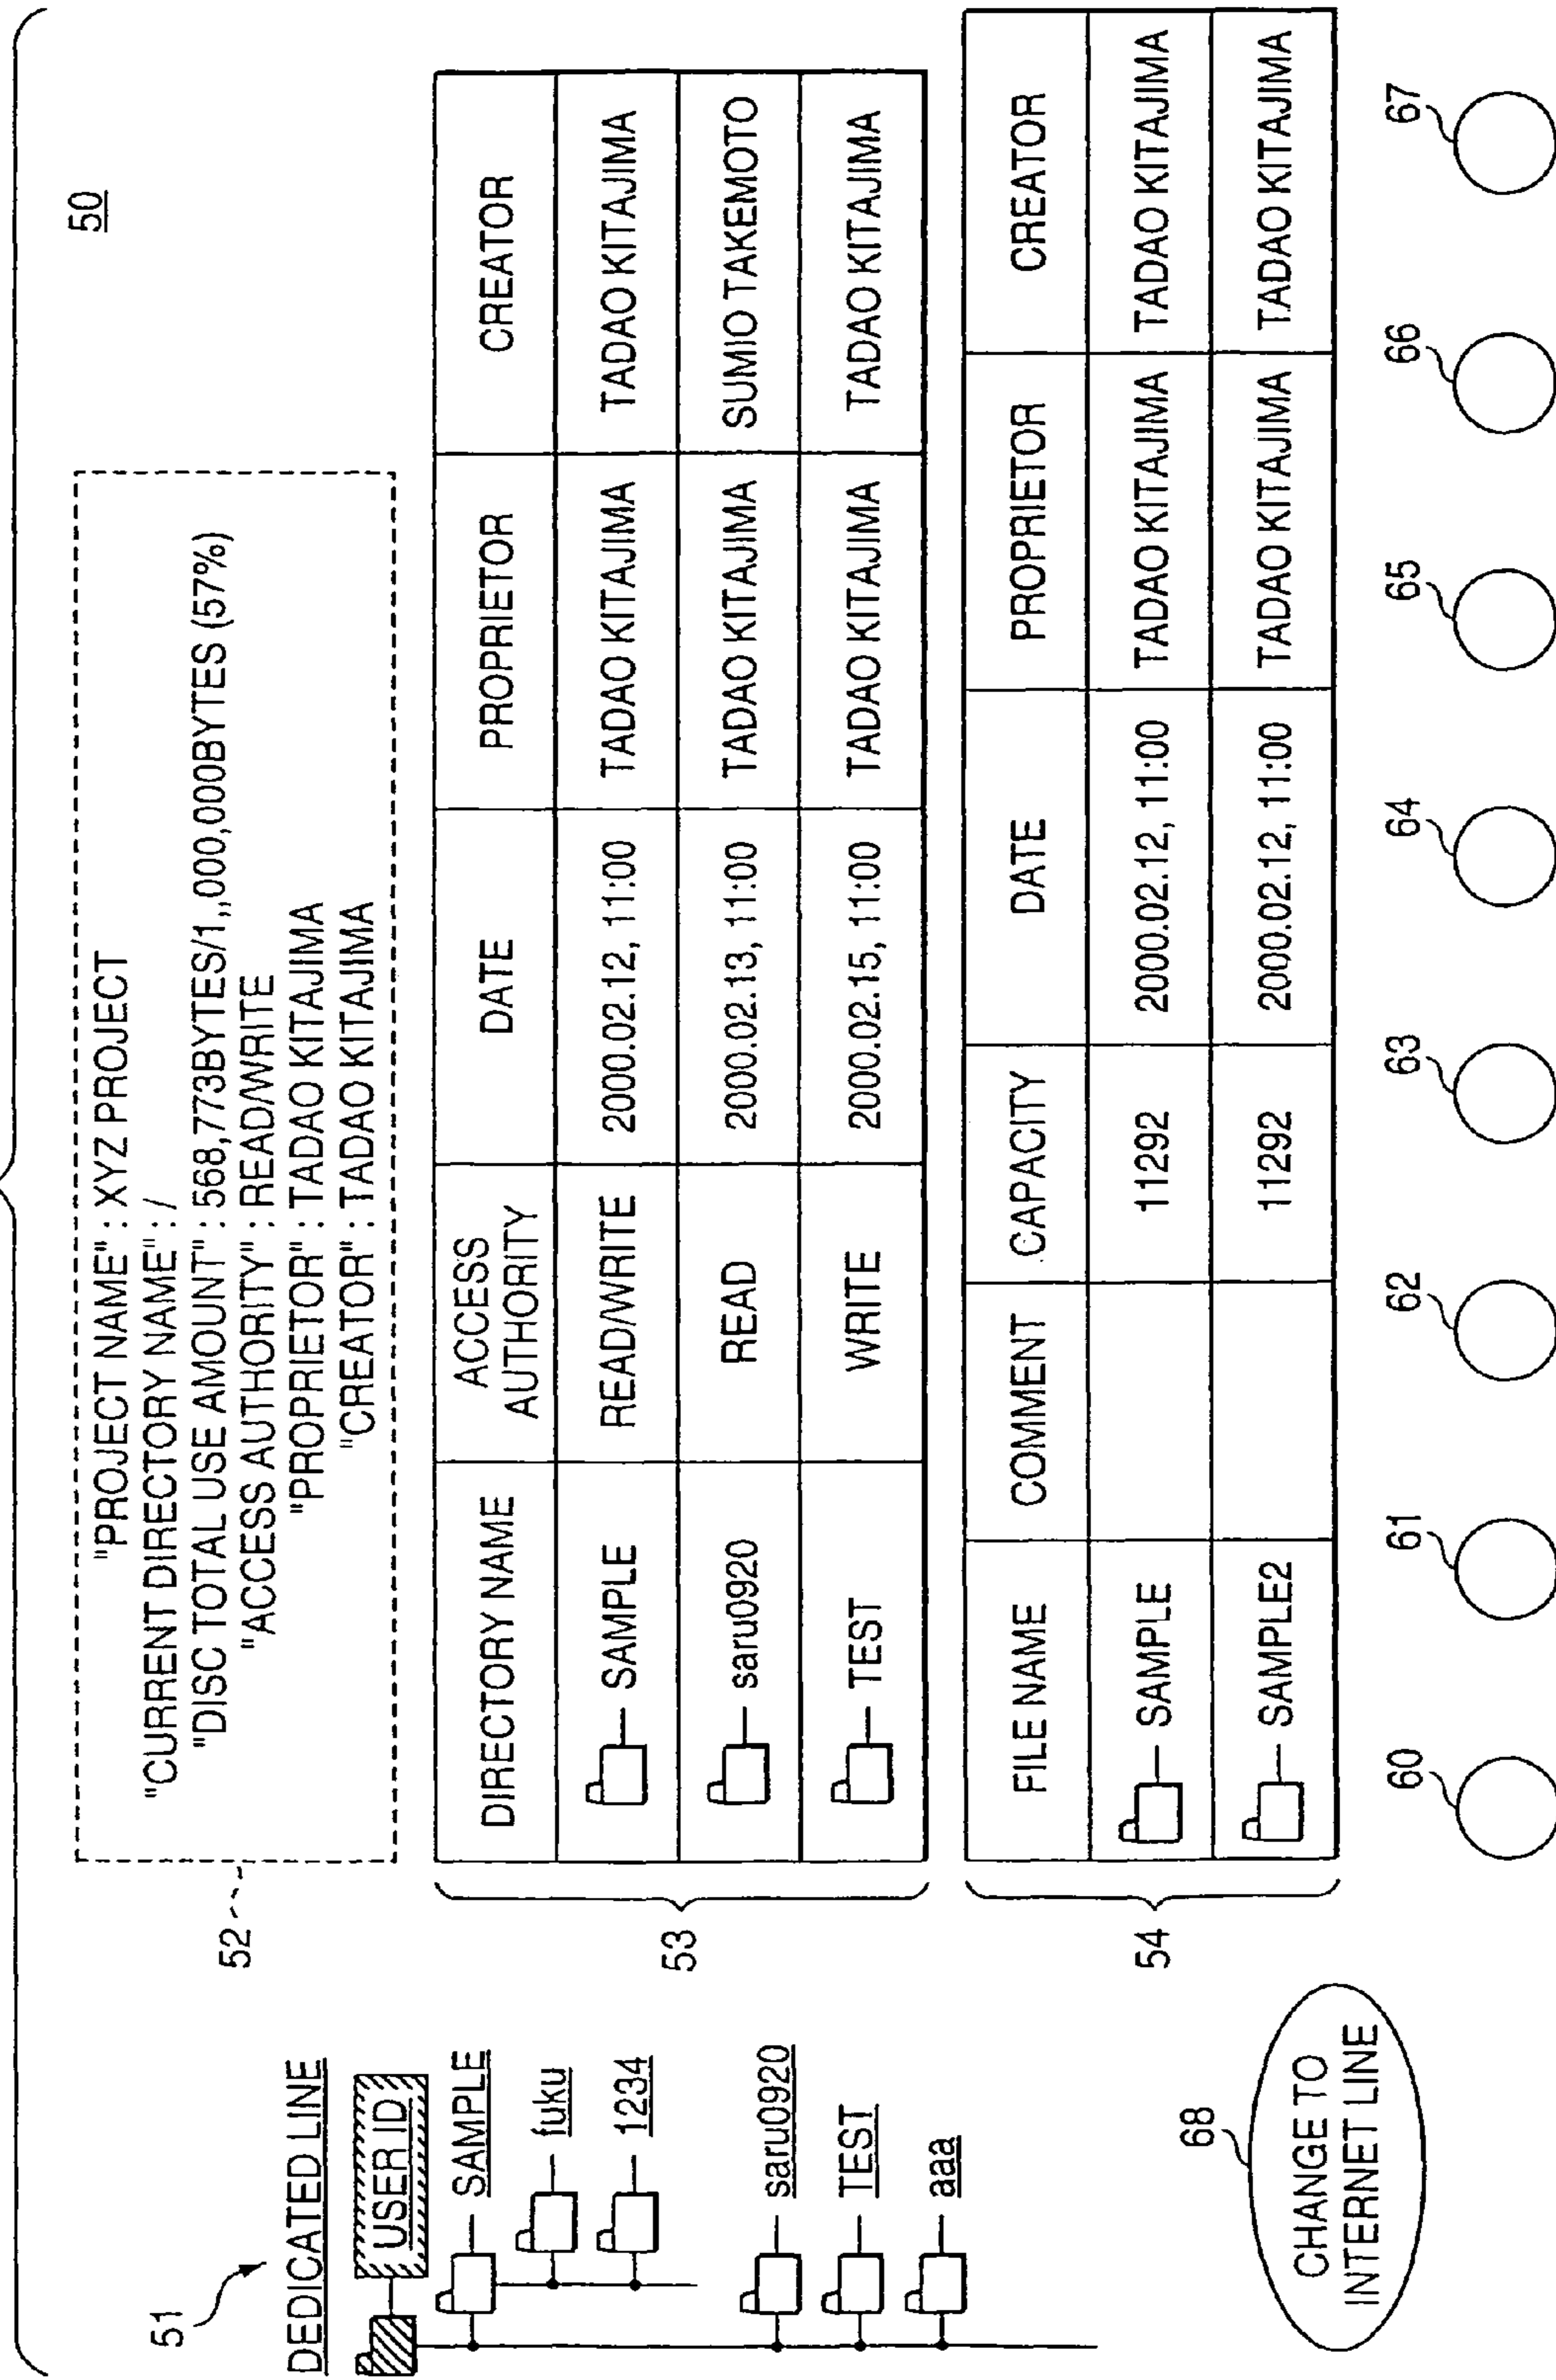 50
51
DEDICATED LINE
USER ID
SAMPLE
fuku
1234
saru0920
TEST
aaa
68
CHANGE TO
INTERNET LINE
52
"PROJECT NAME" : XYZ PROJECT
"CURRENT DIRECTORY NAME" : /
"DISC TOTAL USE AMOUNT" : 568,773BYTES/1,,000,000BYTES (57%)
"ACCESS AUTHORITY" : READ/WRITE
"PROPRIETOR" : TADAO KITAJIMA
"CREATOR" : TADAO KITAJIMA
53
DIRECTORY NAME ACCESS AUTHORITY DATE PROPRIETOR CREATOR
SAMPLE READ/WRITE 2000.02.12, 11:00 TADAO KITAJIMA TADAO KITAJIMA
saru0920 READ 2000.02.13, 11:00 TADAO KITAJIMA SUMIO TAKEMOTO
TEST WRITE 2000.02.15, 11:00 TADAO KITAJIMA TADAO KITAJIMA
54
FILE NAME COMMENT CAPACITY DATE PROPRIETOR CREATOR
SAMPLE 11292 2000.02.12, 11:00 TADAO KITAJIMA TADAO KITAJIMA
SAMPLE2 11292 2000.02.12, 11:00 TADAO KITAJIMA TADAO KITAJIMA
60 61 62 63 64 65 66 67